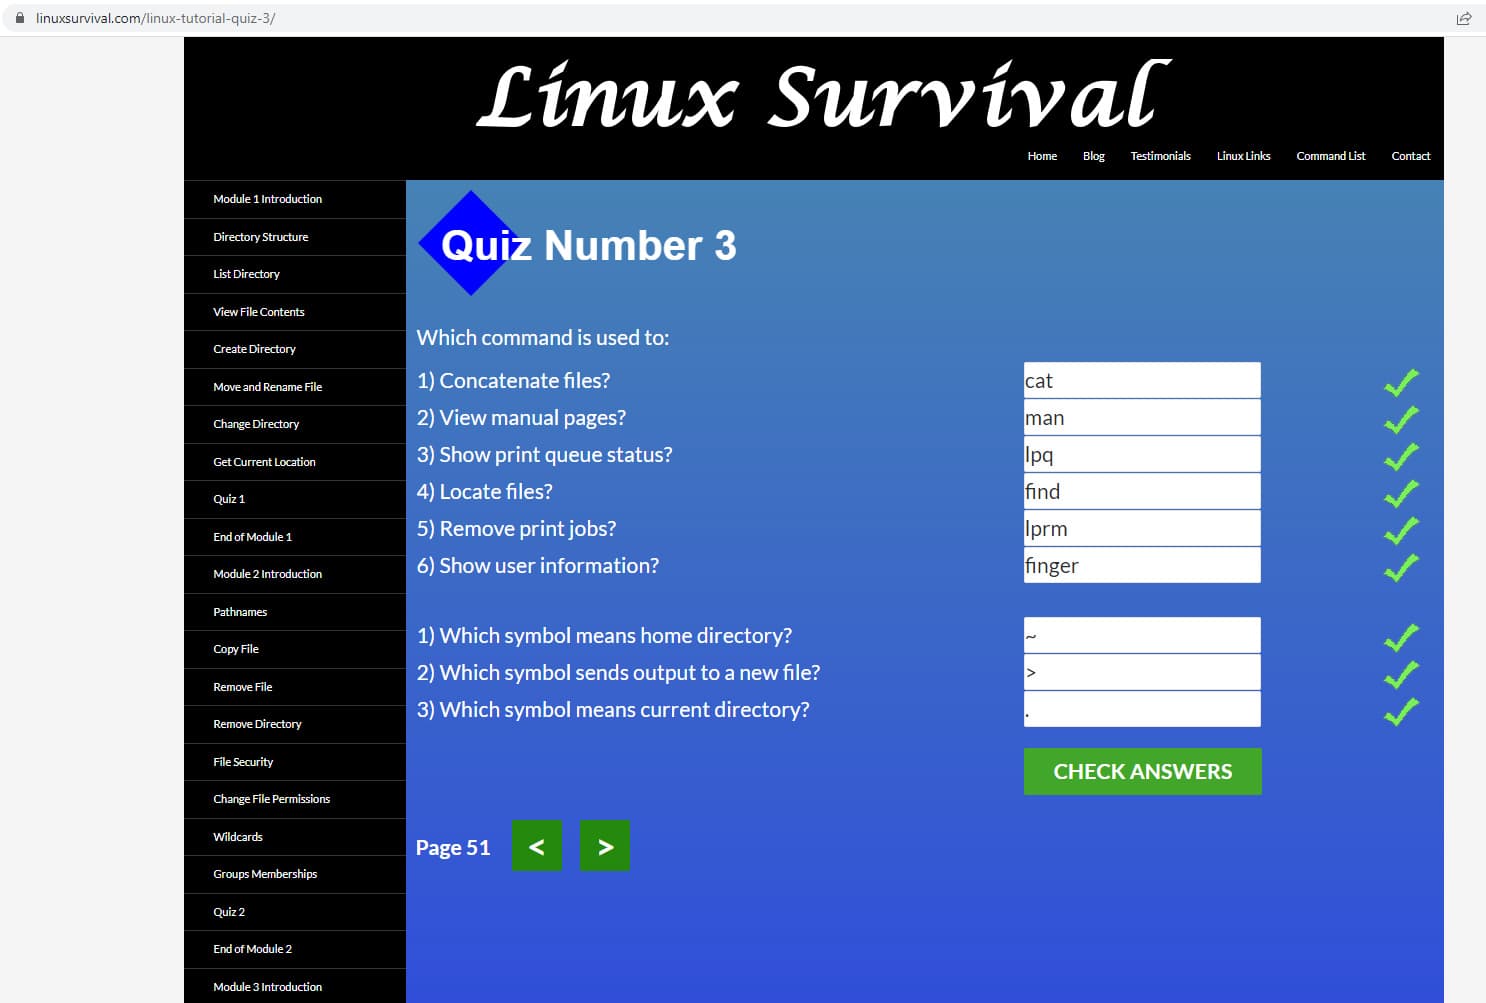 linuxsurvival.com/linux-tutorial-quiz-3/
Linux Survival
Home Blog Testimonials Linux Links Command List Contact
Module 1 Introduction
Directory Structure
List Directory
View File Contents
Create Directory
Move and Rename File
Change Directory
Get Current Location
Quiz 1
End of Module 1
Module 2 Introduction
Pathnames
Copy File
Remove File
Remove Directory
File Security
Change File Permissions
Wildcards
Groups Memberships
Quiz 2
End of Module 2
Module 3 Introduction
Quiz Number 3
Which command is used to:
1) Concatenate files? cat
2) View manual pages? man
3) Show print queue status? lpq
4) Locate files? find
5) Remove print jobs? lprm
6) Show user information? finger
1) Which symbol means home directory? ~
2) Which symbol sends output to a new file? >
3) Which symbol means current directory? .
CHECK ANSWERS
Page 51 < >